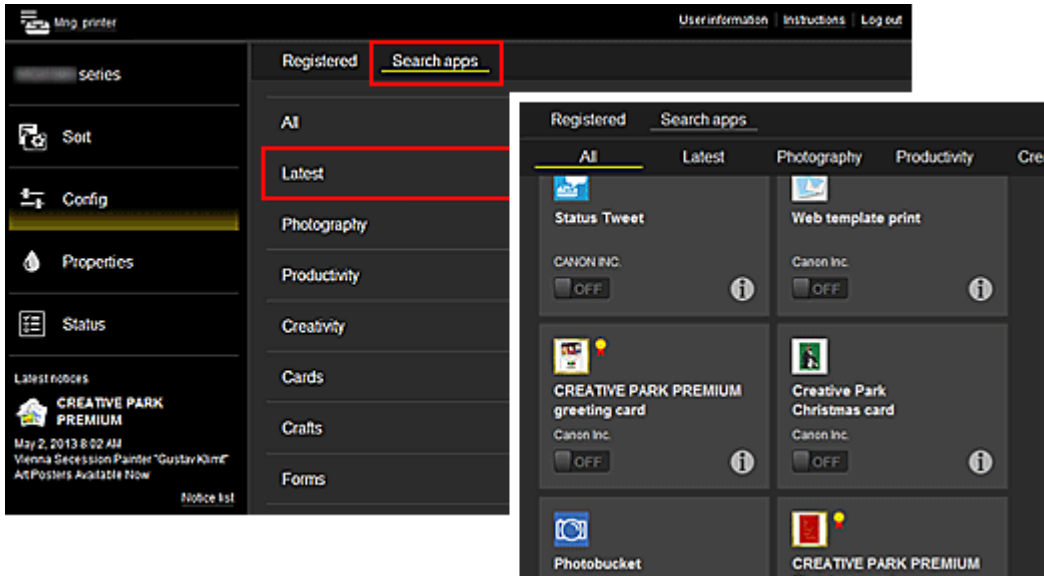 Mng. printer
User information Instructions Log out
series
Sort
Config
Properties
Status
Latest notices
CREATIVE PARK
PREMIUM
May 2, 2013 8:02 AM
Vienna Secession Painter "Gustav Klimt"
Art Posters Available Now
Notice list
Registered Search apps
All
Latest
Photography
Productivity
Creativity
Cards
Crafts
Forms
Registered Search apps
All Latest Photography Productivity Cre
Status Tweet
CANON INC.
OFF
Web template print
Canon Inc.
OFF
CREATIVE PARK PREMIUM
greeting card
Canon Inc.
OFF
Creative Park
Christmas card
Canon Inc.
OFF
Photobucket
CREATIVE PARK PREMIUM